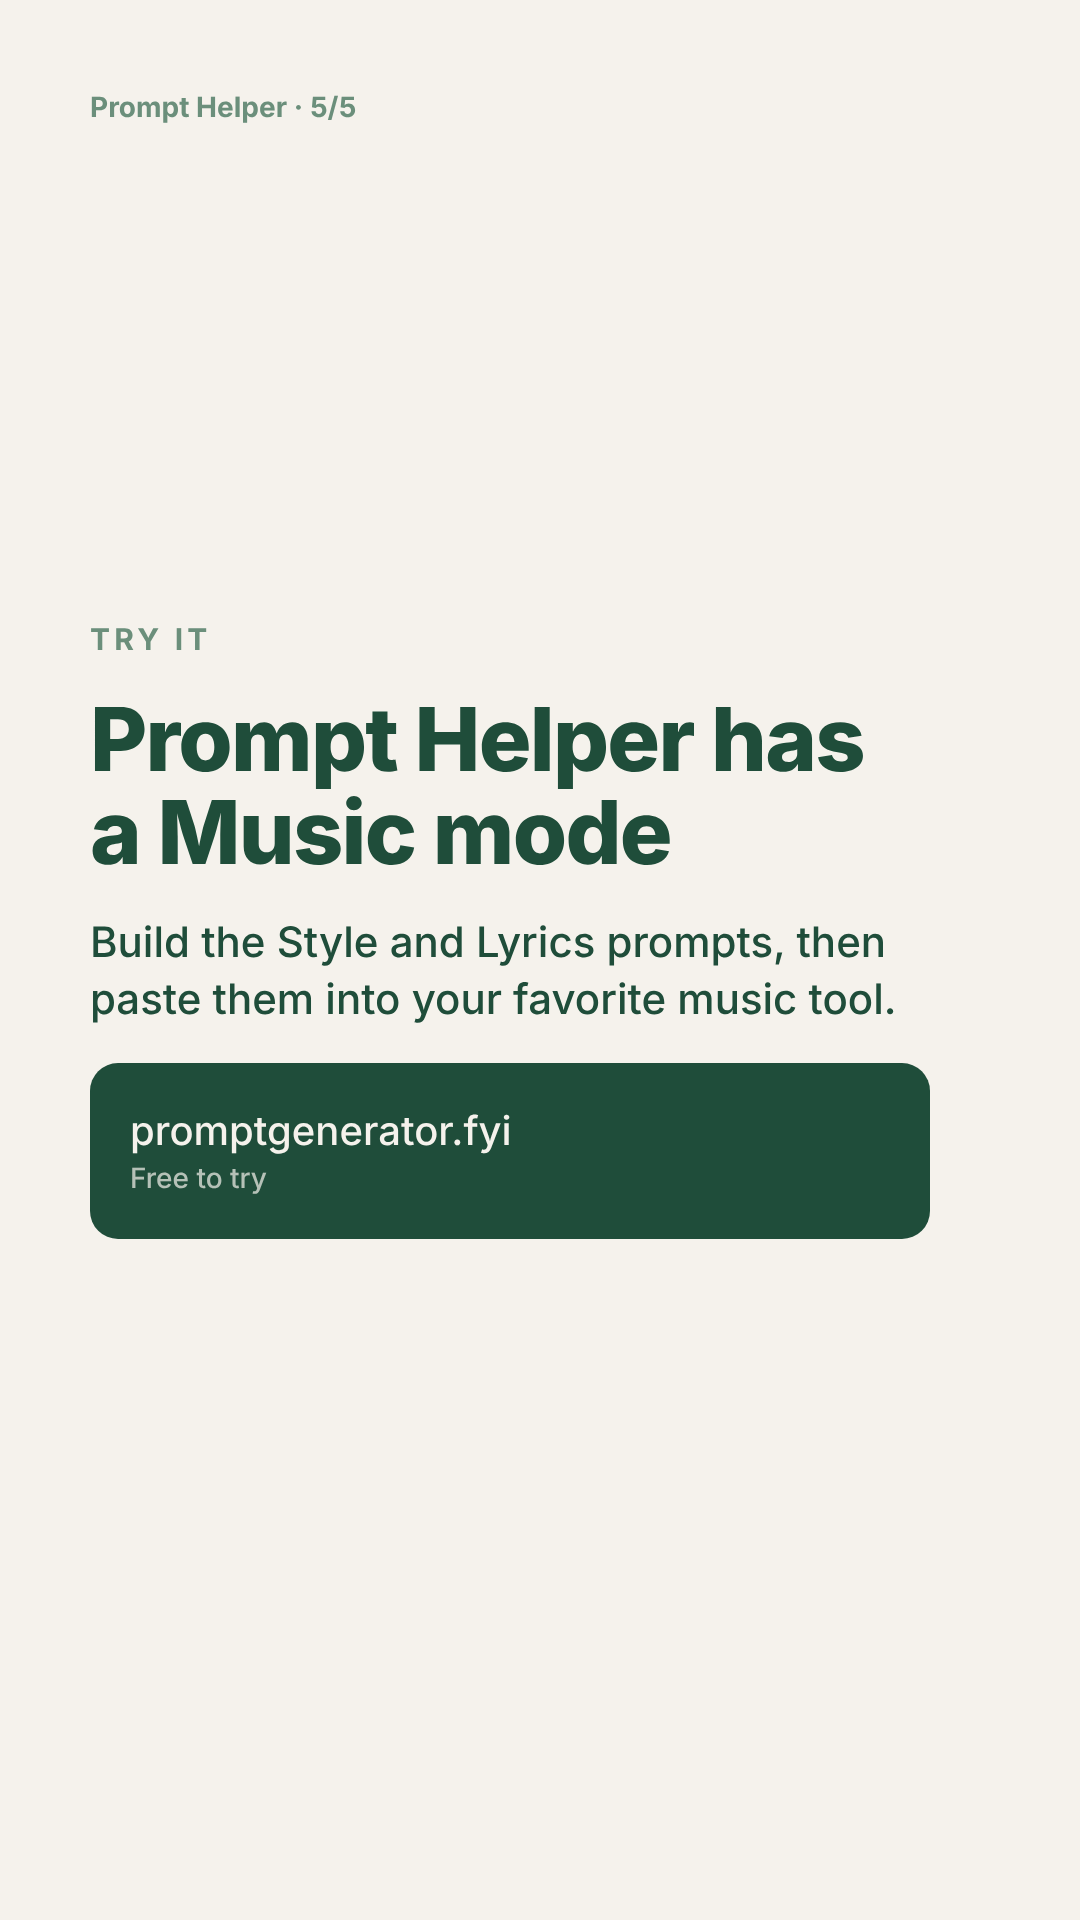 Prompt Helper · 5/5
TRY IT
Prompt Helper has
a Music mode
Build the Style and Lyrics prompts, then
paste them into your favorite music tool.
promptgenerator.fyi
Free to try